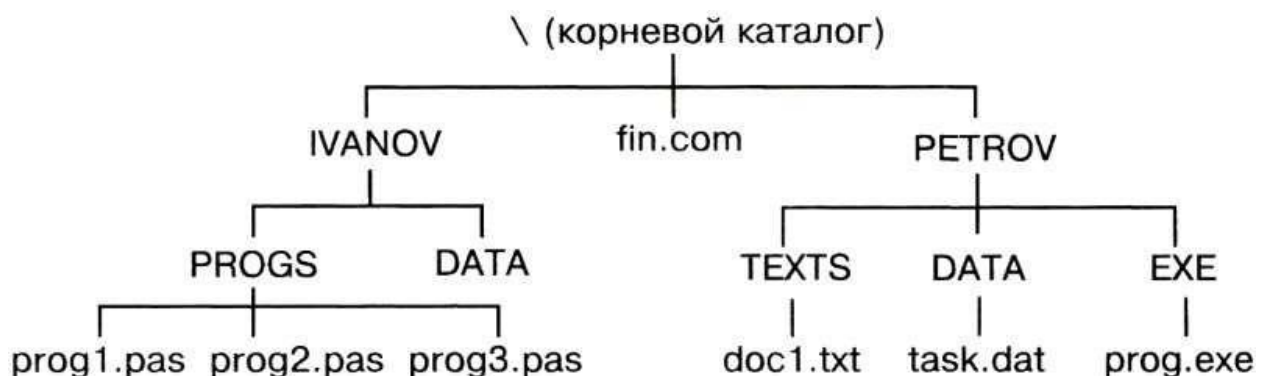 \ (корневой каталог)
IVANOV fin.com PETROV
PROGS DATA TEXTS DATA EXE
prog1.pas prog2.pas prog3.pas doc1.txt task.dat prog.exe